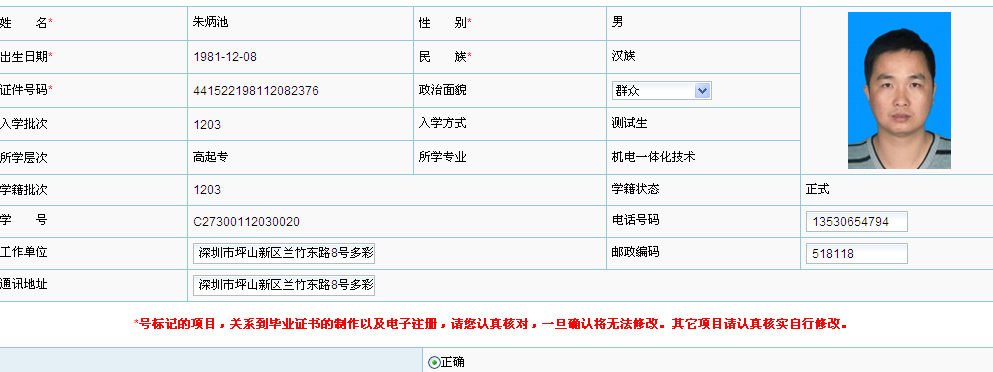 姓 名* 朱炳池 性 别* 男
出生日期* 1981-12-08 民 族* 汉族
证件号码* 441522198112082376 政治面貌 群众
入学批次 1203 入学方式 测试生
所学层次 高起专 所学专业 机电一体化技术
学籍批次 1203 学籍状态 正式
学 号 C27300112030020 电话号码 13530654794
工作单位 深圳市坪山新区兰竹东路8号多彩 邮政编码 518118
通讯地址 深圳市坪山新区兰竹东路8号多彩
*号标记的项目，关系到毕业证书的制作以及电子注册，请您认真核对，一旦确认将无法修改。其它项目请认真核实自行修改。
正确